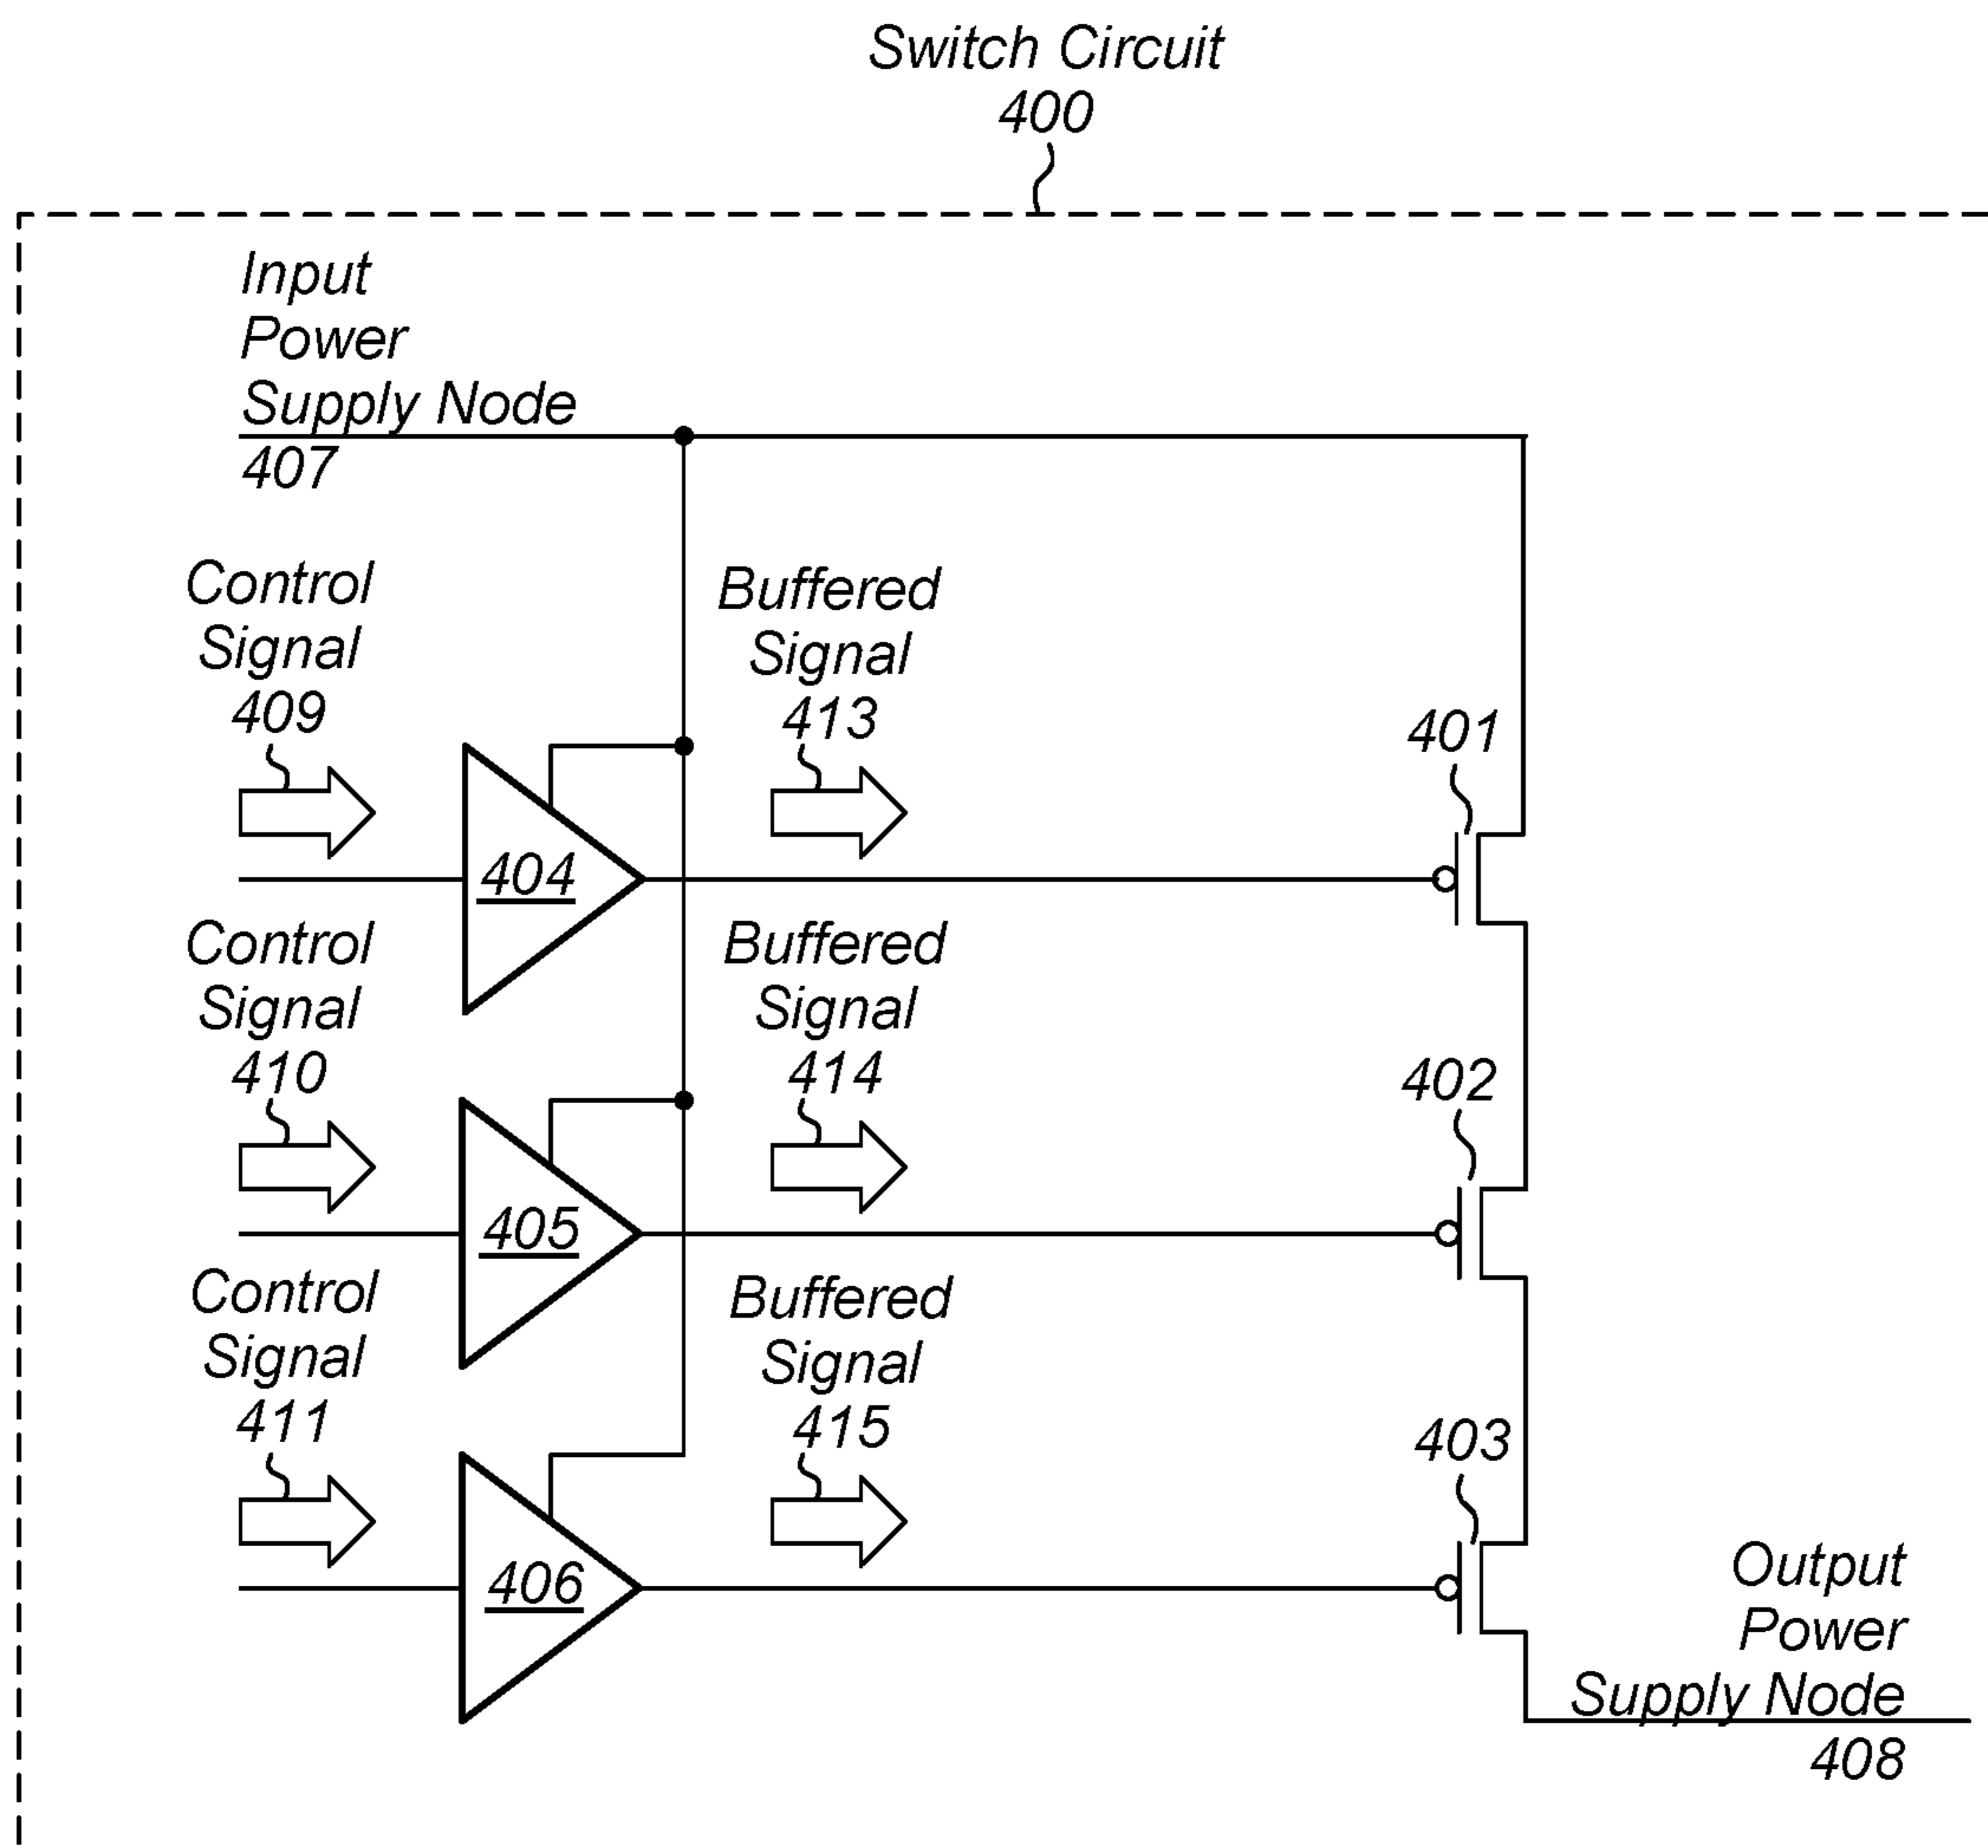 Switch Circuit
400
Input
Power
Supply Node
407
Control
Signal
409
Buffered
Signal
413
401
404
Control
Signal
410
Buffered
Signal
414
402
405
Control
Signal
411
Buffered
Signal
415
403
406
Output
Power
Supply Node
408